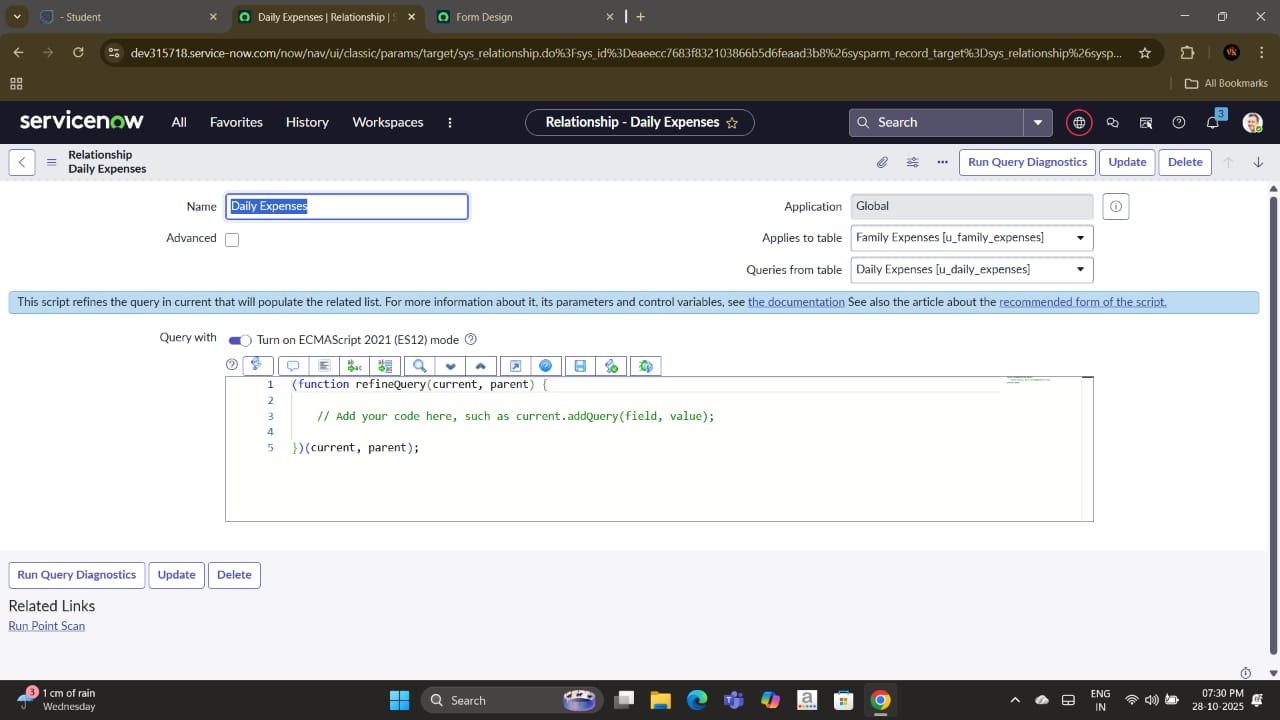 - Student
Daily Expenses | Relationship | S
Form Design
dev315718.service-now.com/now/nav/ui/classic/params/target/sys_relationship.do%3Fsys_id%3Deaeecc7683f832103866b5d6feaad3b8%26sysparm_record_target%3Dsys_relationship%26sysp...
VK
All Bookmarks
servicenow All Favorites History Workspaces Relationship - Daily Expenses Search 3
Relationship
Daily Expenses
Run Query Diagnostics Update Delete
Name Daily Expenses Application Global
Advanced Applies to table Family Expenses [u_family_expenses]
Queries from table Daily Expenses [u_daily_expenses]
This script refines the query in current that will populate the related list. For more information about it, its parameters and control variables, see the documentation See also the article about the recommended form of the script.
Query with Turn on ECMAScript 2021 (ES12) mode
1 (function refineQuery(current, parent) {
2
3 // Add your code here, such as current.addQuery(field, value);
4
5 })(current, parent);
Run Query Diagnostics Update Delete
Related Links
Run Point Scan
3 1 cm of rain
Wednesday
Search
a
ENG
IN
07:30 PM
28-10-2025